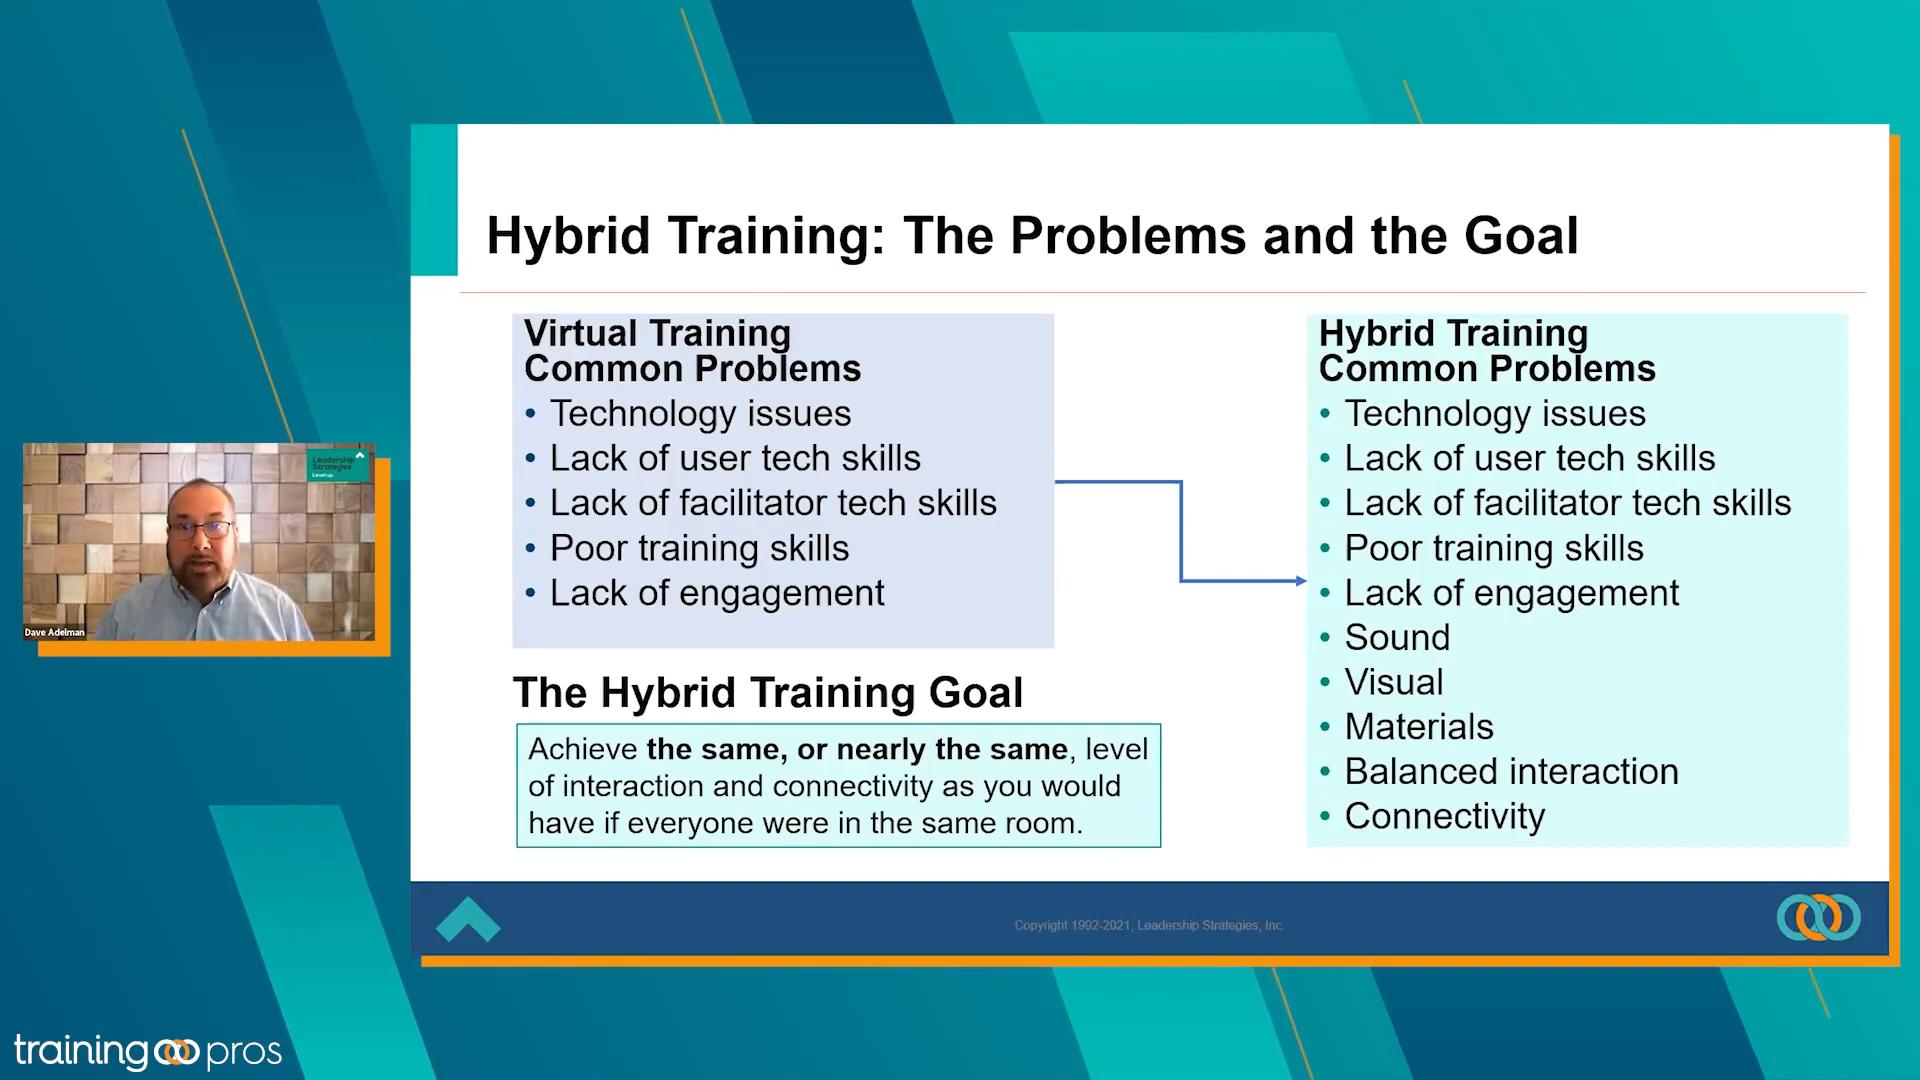 Hybrid Training: The Problems and the Goal
Virtual Training
Common Problems
• Technology issues
• Lack of user tech skills
• Lack of facilitator tech skills
• Poor training skills
• Lack of engagement
Hybrid Training
Common Problems
• Technology issues
• Lack of user tech skills
• Lack of facilitator tech skills
• Poor training skills
• Lack of engagement
• Sound
• Visual
• Materials
• Balanced interaction
• Connectivity
The Hybrid Training Goal
Achieve the same, or nearly the same, level
of interaction and connectivity as you would
have if everyone were in the same room.
Leadership
Strategies
Level up.
Dave Adelman
Copyright 1992-2021, Leadership Strategies, Inc.
training pros